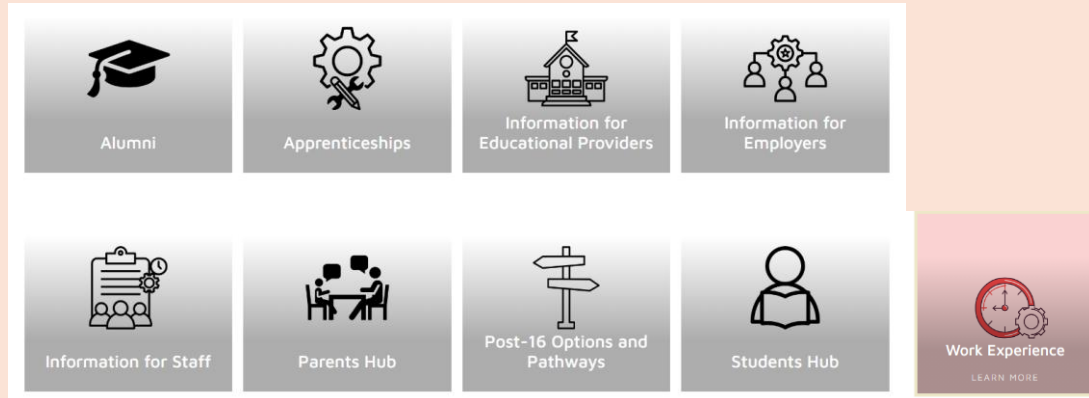 Alumni
Apprenticeships
Information for
Educational Providers
Information for
Employers
Information for Staff
Parents Hub
Post-16 Options and
Pathways
Students Hub
Work Experience
LEARN MORE